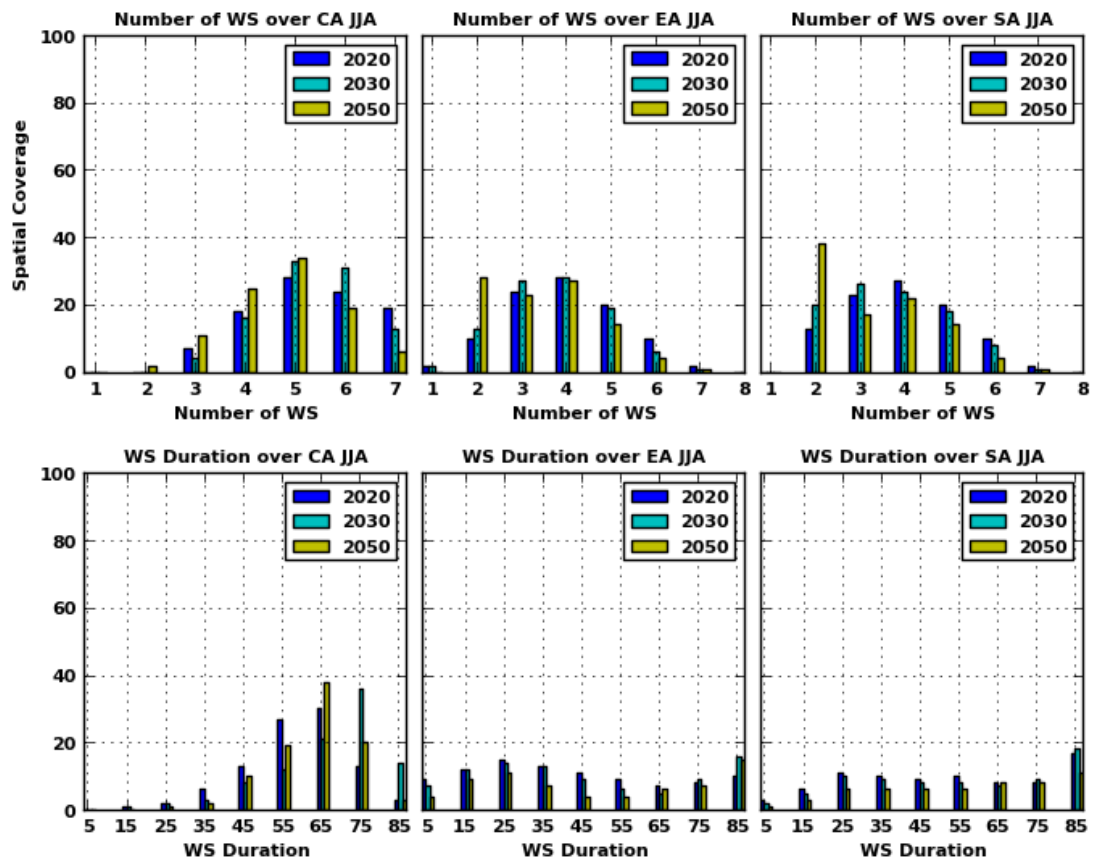 Number of WS over CA JJA
Number of WS over EA JJA
Number of WS over SA JJA
Spatial Coverage
100
80
60
40
20
0
2020
2030
2050
2020
2030
2050
2020
2030
2050
1 2 3 4 5 6 7
1 2 3 4 5 6 7 8
1 2 3 4 5 6 7 8
Number of WS
Number of WS
Number of WS
WS Duration over CA JJA
WS Duration over EA JJA
WS Duration over SA JJA
100
80
60
40
20
0
2020
2030
2050
2020
2030
2050
2020
2030
2050
5 15 25 35 45 55 65 75 85
5 15 25 35 45 55 65 75 85
5 15 25 35 45 55 65 75 85
WS Duration
WS Duration
WS Duration